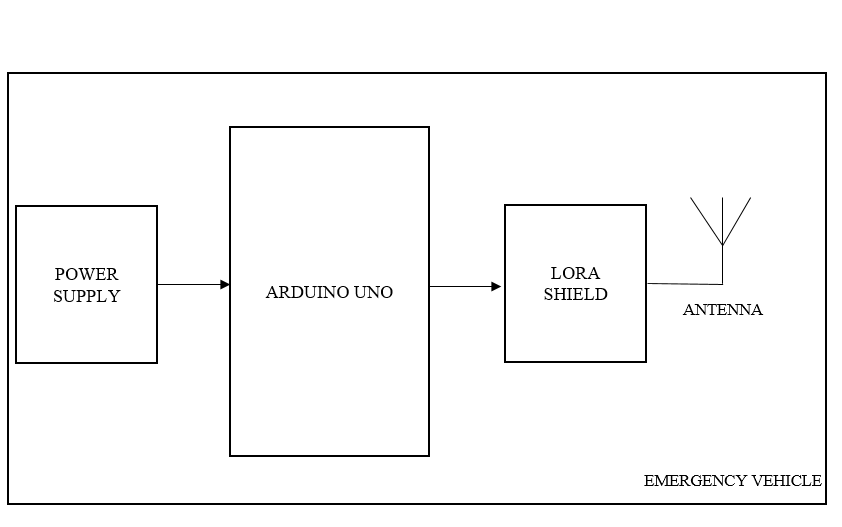 POWER
SUPPLY
ARDUINO UNO
LORA
SHIELD
ANTENNA
EMERGENCY VEHICLE